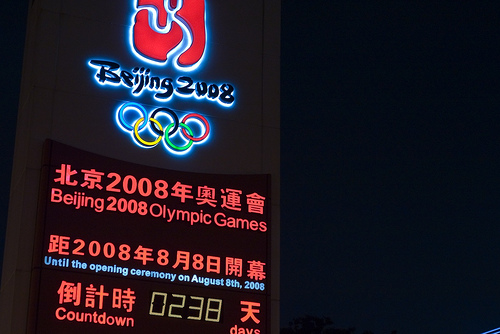 Beijing 2008
北京2008年奧運會
Beijing 2008 Olympic Games
距2008年8月8日開幕
Until the opening ceremony on August 8th, 2008
倒計時 0238 天
Countdown days